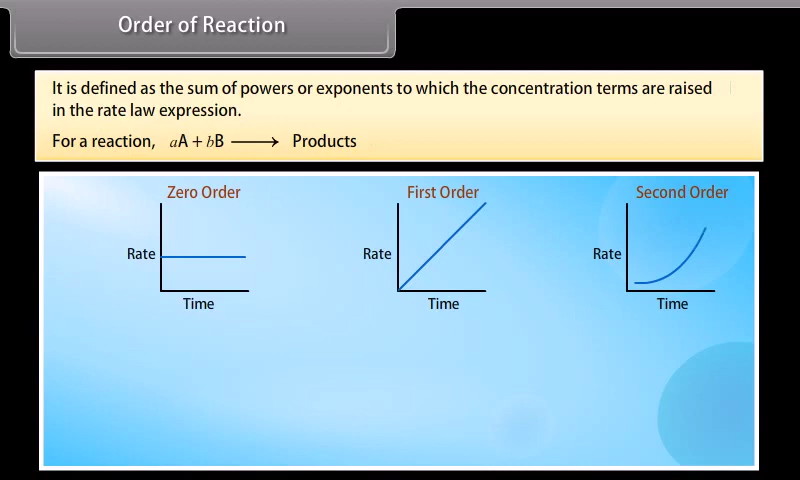 Order of Reaction
It is defined as the sum of powers or exponents to which the concentration terms are raised
in the rate law expression.
For a reaction, aA + bB ⟶ Products
Zero Order
First Order
Second Order
Rate
Rate
Rate
Time
Time
Time